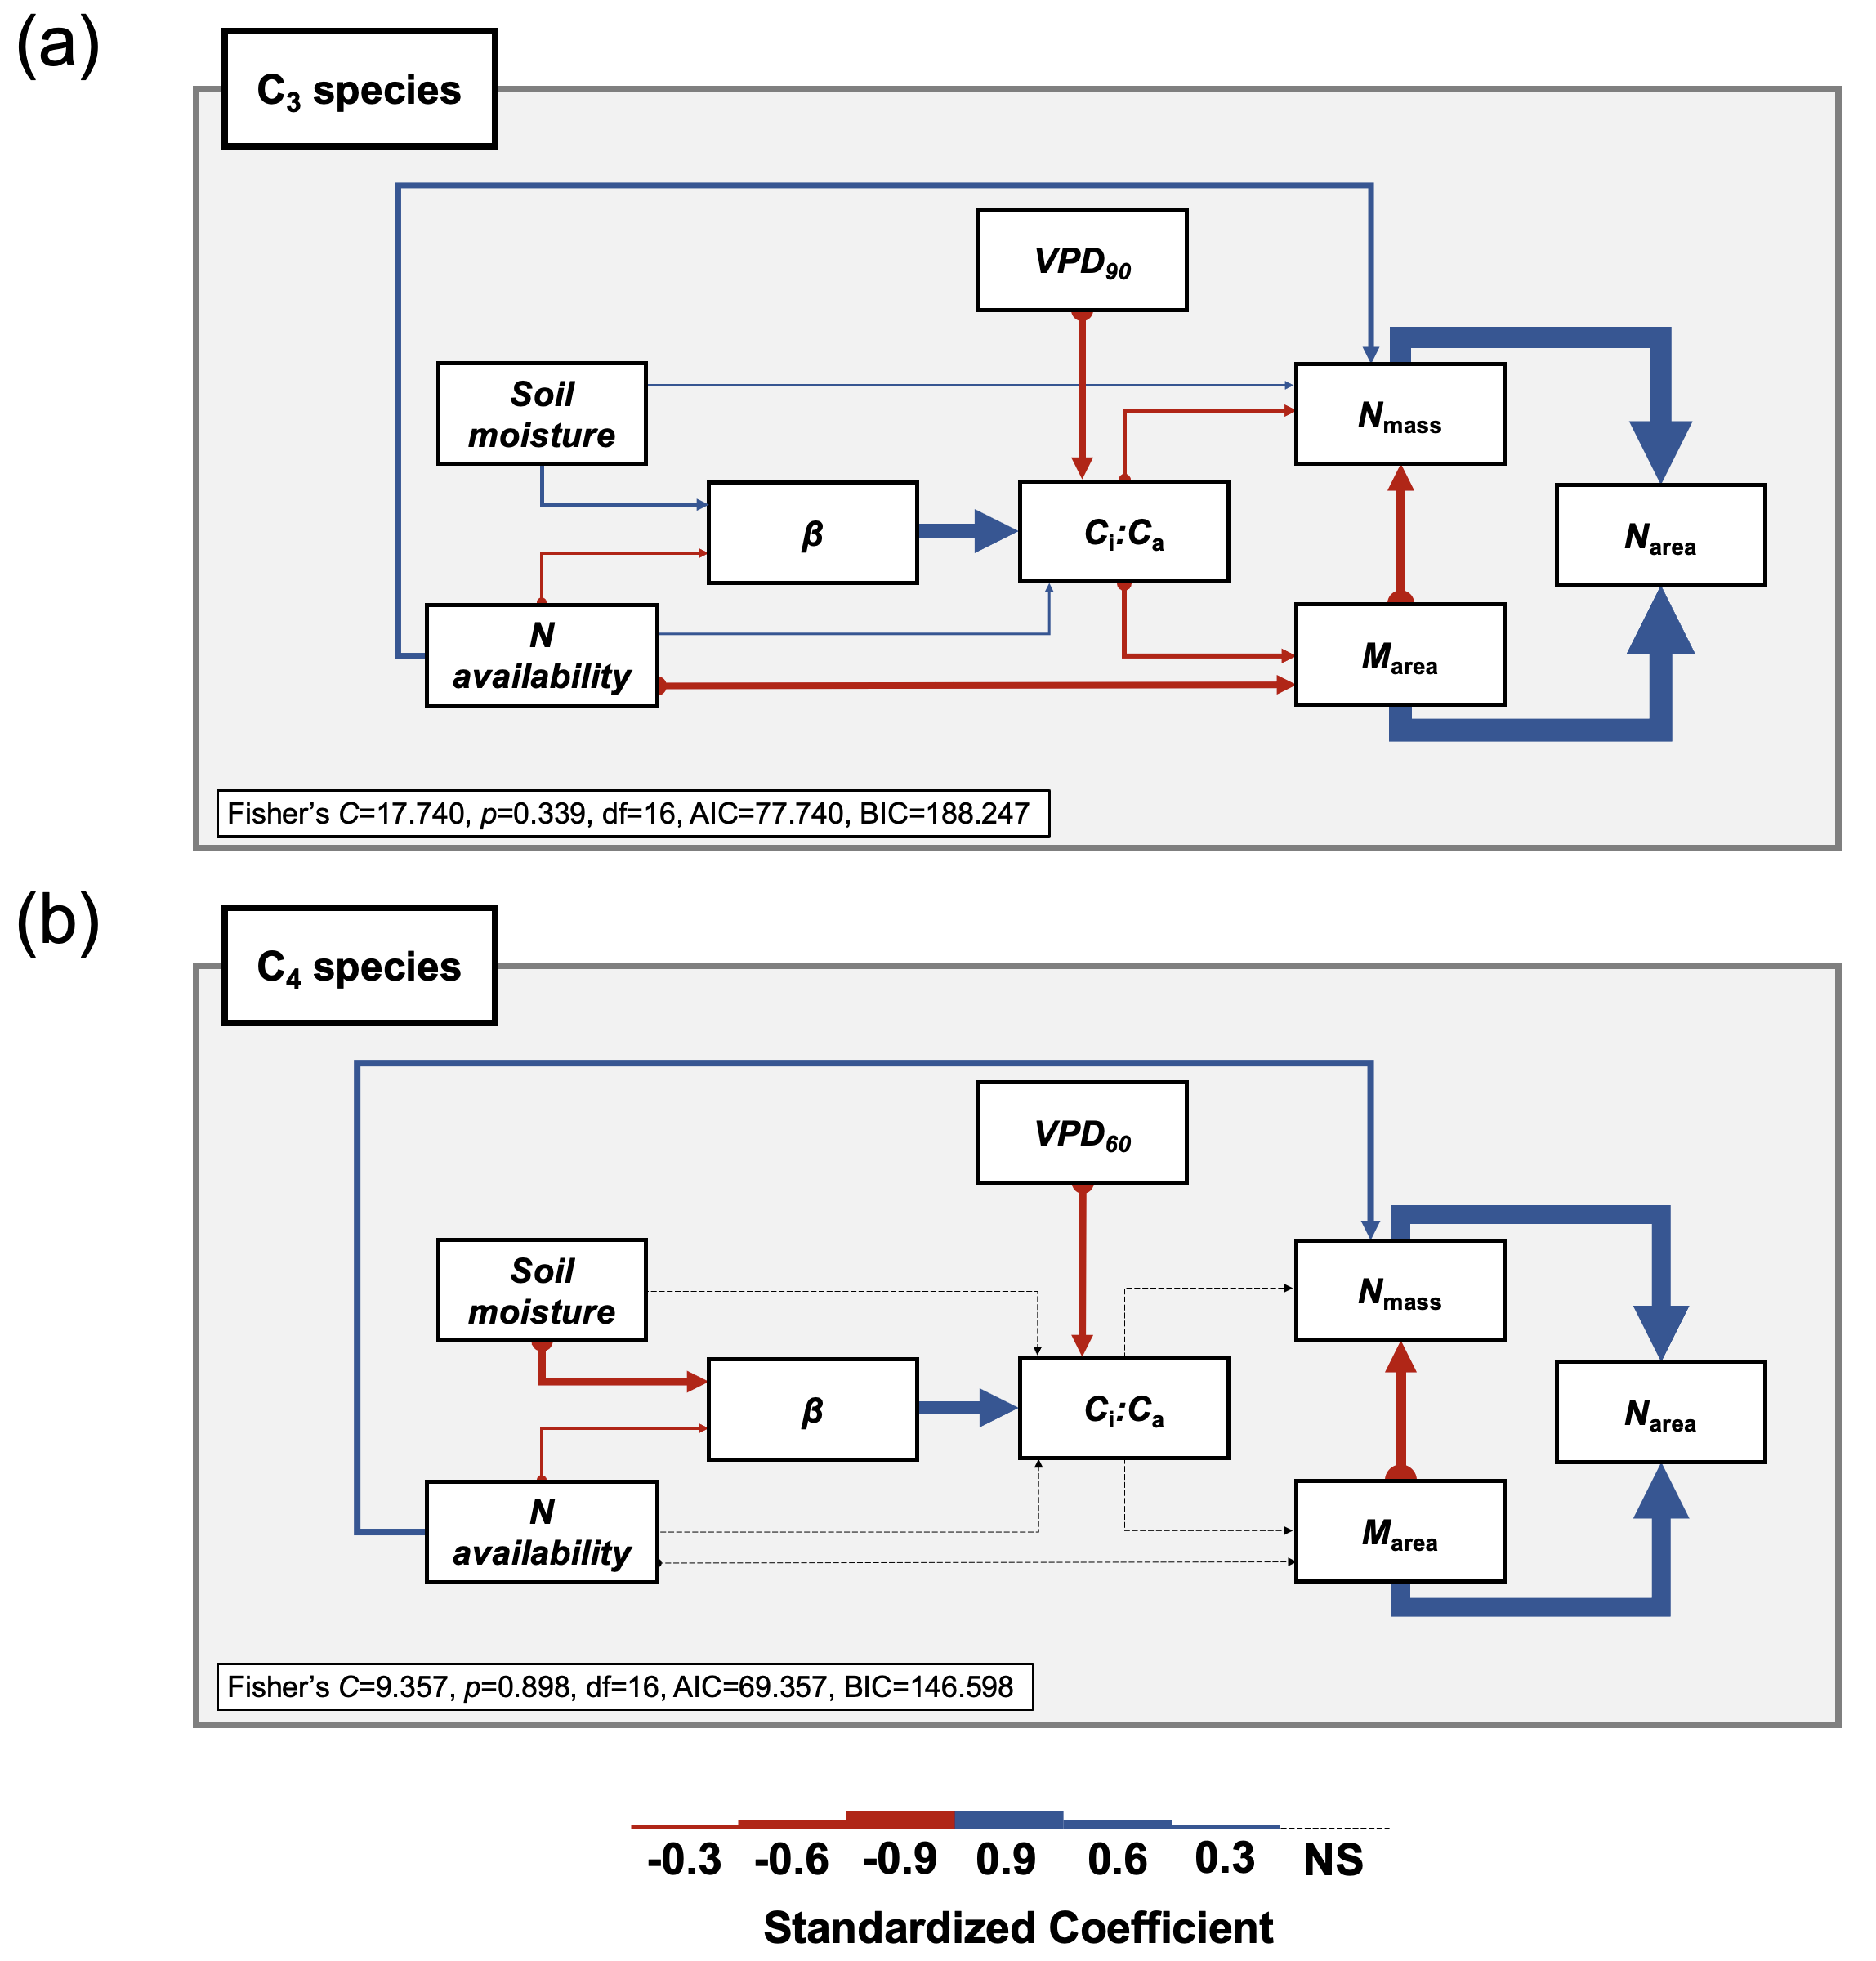 (a)
C₃ species
VPD₉₀
Soil
moisture
Nmass
β
Ci:Ca
Narea
N
availability
Marea
Fisher’s C=17.740, p=0.339, df=16, AIC=77.740, BIC=188.247
(b)
C₄ species
VPD₆₀
Soil
moisture
Nmass
β
Ci:Ca
Narea
N
availability
Marea
Fisher’s C=9.357, p=0.898, df=16, AIC=69.357, BIC=146.598
-0.3 -0.6 -0.9 0.9 0.6 0.3 NS
Standardized Coefficient